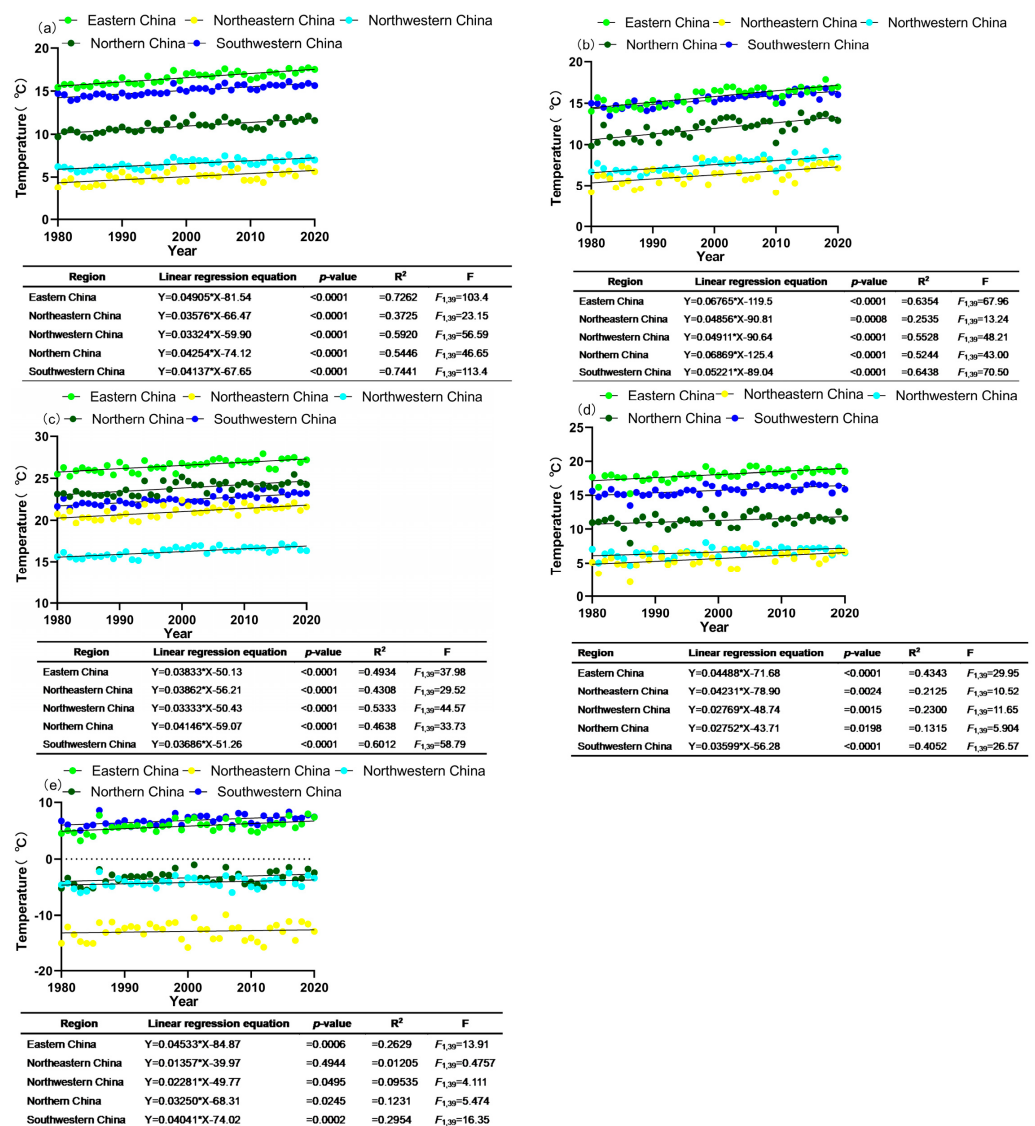 Eastern China Northeastern China Northwestern China
(a)
Northern China Southwestern China
20
15
10
5
0
Temperature( ℃)
1980 1990 2000 2010 2020
Year
Region Linear regression equation p-value R² F
Eastern China Y=0.04905*X-81.54 <0.0001 =0.7262 F1,39=103.4
Northeastern China Y=0.03576*X-66.47 <0.0001 =0.3725 F1,39=23.15
Northwestern China Y=0.03324*X-59.90 <0.0001 =0.5920 F1,39=56.59
Northern China Y=0.04254*X-74.12 <0.0001 =0.5446 F1,39=46.65
Southwestern China Y=0.04137*X-67.65 <0.0001 =0.7441 F1,39=113.4
Eastern China Northeastern China Northwestern China
(b)
Northern China Southwestern China
20
15
10
5
0
Temperature( ℃)
1980 1990 2000 2010 2020
Year
Region Linear regression equation p-value R² F
Eastern China Y=0.06765*X-119.5 <0.0001 =0.6354 F1,39=67.96
Northeastern China Y=0.04856*X-90.81 =0.0008 =0.2535 F1,39=13.24
Northwestern China Y=0.04911*X-90.64 <0.0001 =0.5528 F1,39=48.21
Northern China Y=0.06869*X-125.4 <0.0001 =0.5244 F1,39=43.00
Southwestern China Y=0.05221*X-89.04 <0.0001 =0.6438 F1,39=70.50
Eastern China Northeastern China Northwestern China
(c)
Northern China Southwestern China
30
25
20
15
10
Temperature( ℃)
1980 1990 2000 2010 2020
Year
Region Linear regression equation p-value R² F
Eastern China Y=0.03833*X-50.13 <0.0001 =0.4934 F1,39=37.98
Northeastern China Y=0.03862*X-56.21 <0.0001 =0.4308 F1,39=29.52
Northwestern China Y=0.03333*X-50.43 <0.0001 =0.5333 F1,39=44.57
Northern China Y=0.04146*X-59.07 <0.0001 =0.4638 F1,39=33.73
Southwestern China Y=0.03686*X-51.26 <0.0001 =0.6012 F1,39=58.79
Eastern China Northeastern China Northwestern China
(d)
Northern China Southwestern China
25
20
15
10
5
0
Temperature( ℃)
1980 1990 2000 2010 2020
Year
Region Linear regression equation p-value R² F
Eastern China Y=0.04488*X-71.68 <0.0001 =0.4343 F1,39=29.95
Northeastern China Y=0.04231*X-78.90 =0.0024 =0.2125 F1,39=10.52
Northwestern China Y=0.02769*X-48.74 =0.0015 =0.2300 F1,39=11.65
Northern China Y=0.02752*X-43.71 =0.0198 =0.1315 F1,39=5.904
Southwestern China Y=0.03599*X-56.28 <0.0001 =0.4052 F1,39=26.57
Eastern China Northeastern China Northwestern China
(e)
Northern China Southwestern China
10
0
-10
-20
Temperature( ℃)
1980 1990 2000 2010 2020
Year
Region Linear regression equation p-value R² F
Eastern China Y=0.04533*X-84.87 =0.0006 =0.2629 F1,39=13.91
Northeastern China Y=0.01357*X-39.97 =0.4944 =0.01205 F1,39=0.4757
Northwestern China Y=0.02281*X-49.77 =0.0495 =0.09535 F1,39=4.111
Northern China Y=0.03250*X-68.31 =0.0245 =0.1231 F1,39=5.474
Southwestern China Y=0.04041*X-74.02 =0.0002 =0.2954 F1,39=16.35